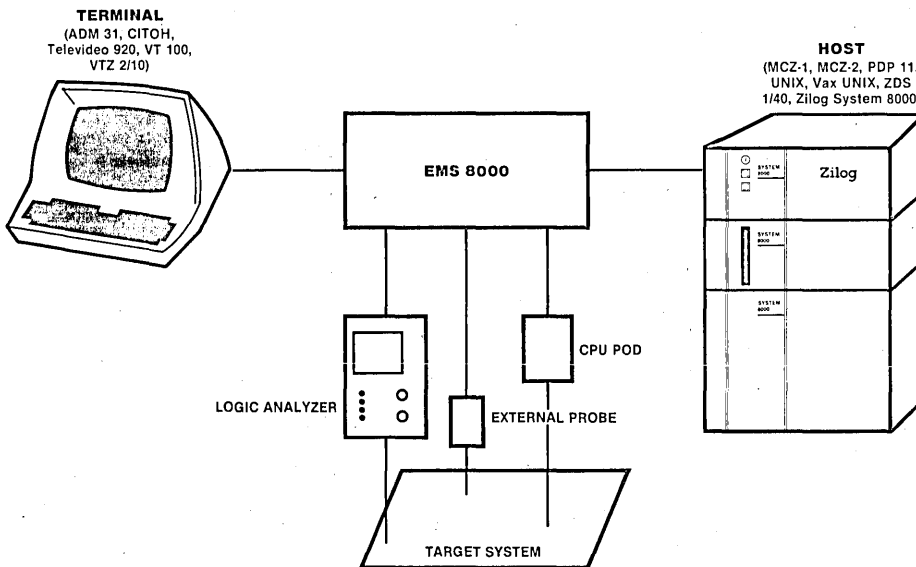 TERMINAL
(ADM 31, CITOH,
Televideo 920, VT 100,
VTZ 2/10)
HOST
(MCZ-1, MCZ-2, PDP 11,
UNIX, Vax UNIX, ZDS
1/40, Zilog System 8000
EMS 8000
SYSTEM
8000
Zilog
SYSTEM
8000
SYSTEM
8000
CPU POD
LOGIC ANALYZER
EXTERNAL PROBE
TARGET SYSTEM